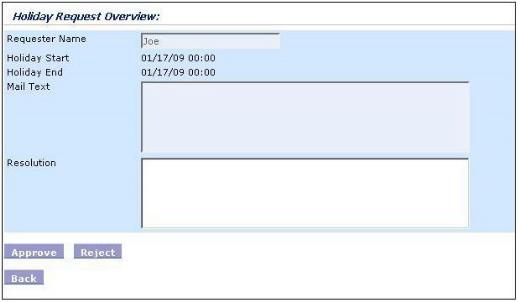 Holiday Request Overview:
Requester Name Joe
Holiday Start 01/17/09 00:00
Holiday End 01/17/09 00:00
Mail Text
Resolution
Approve Reject
Back